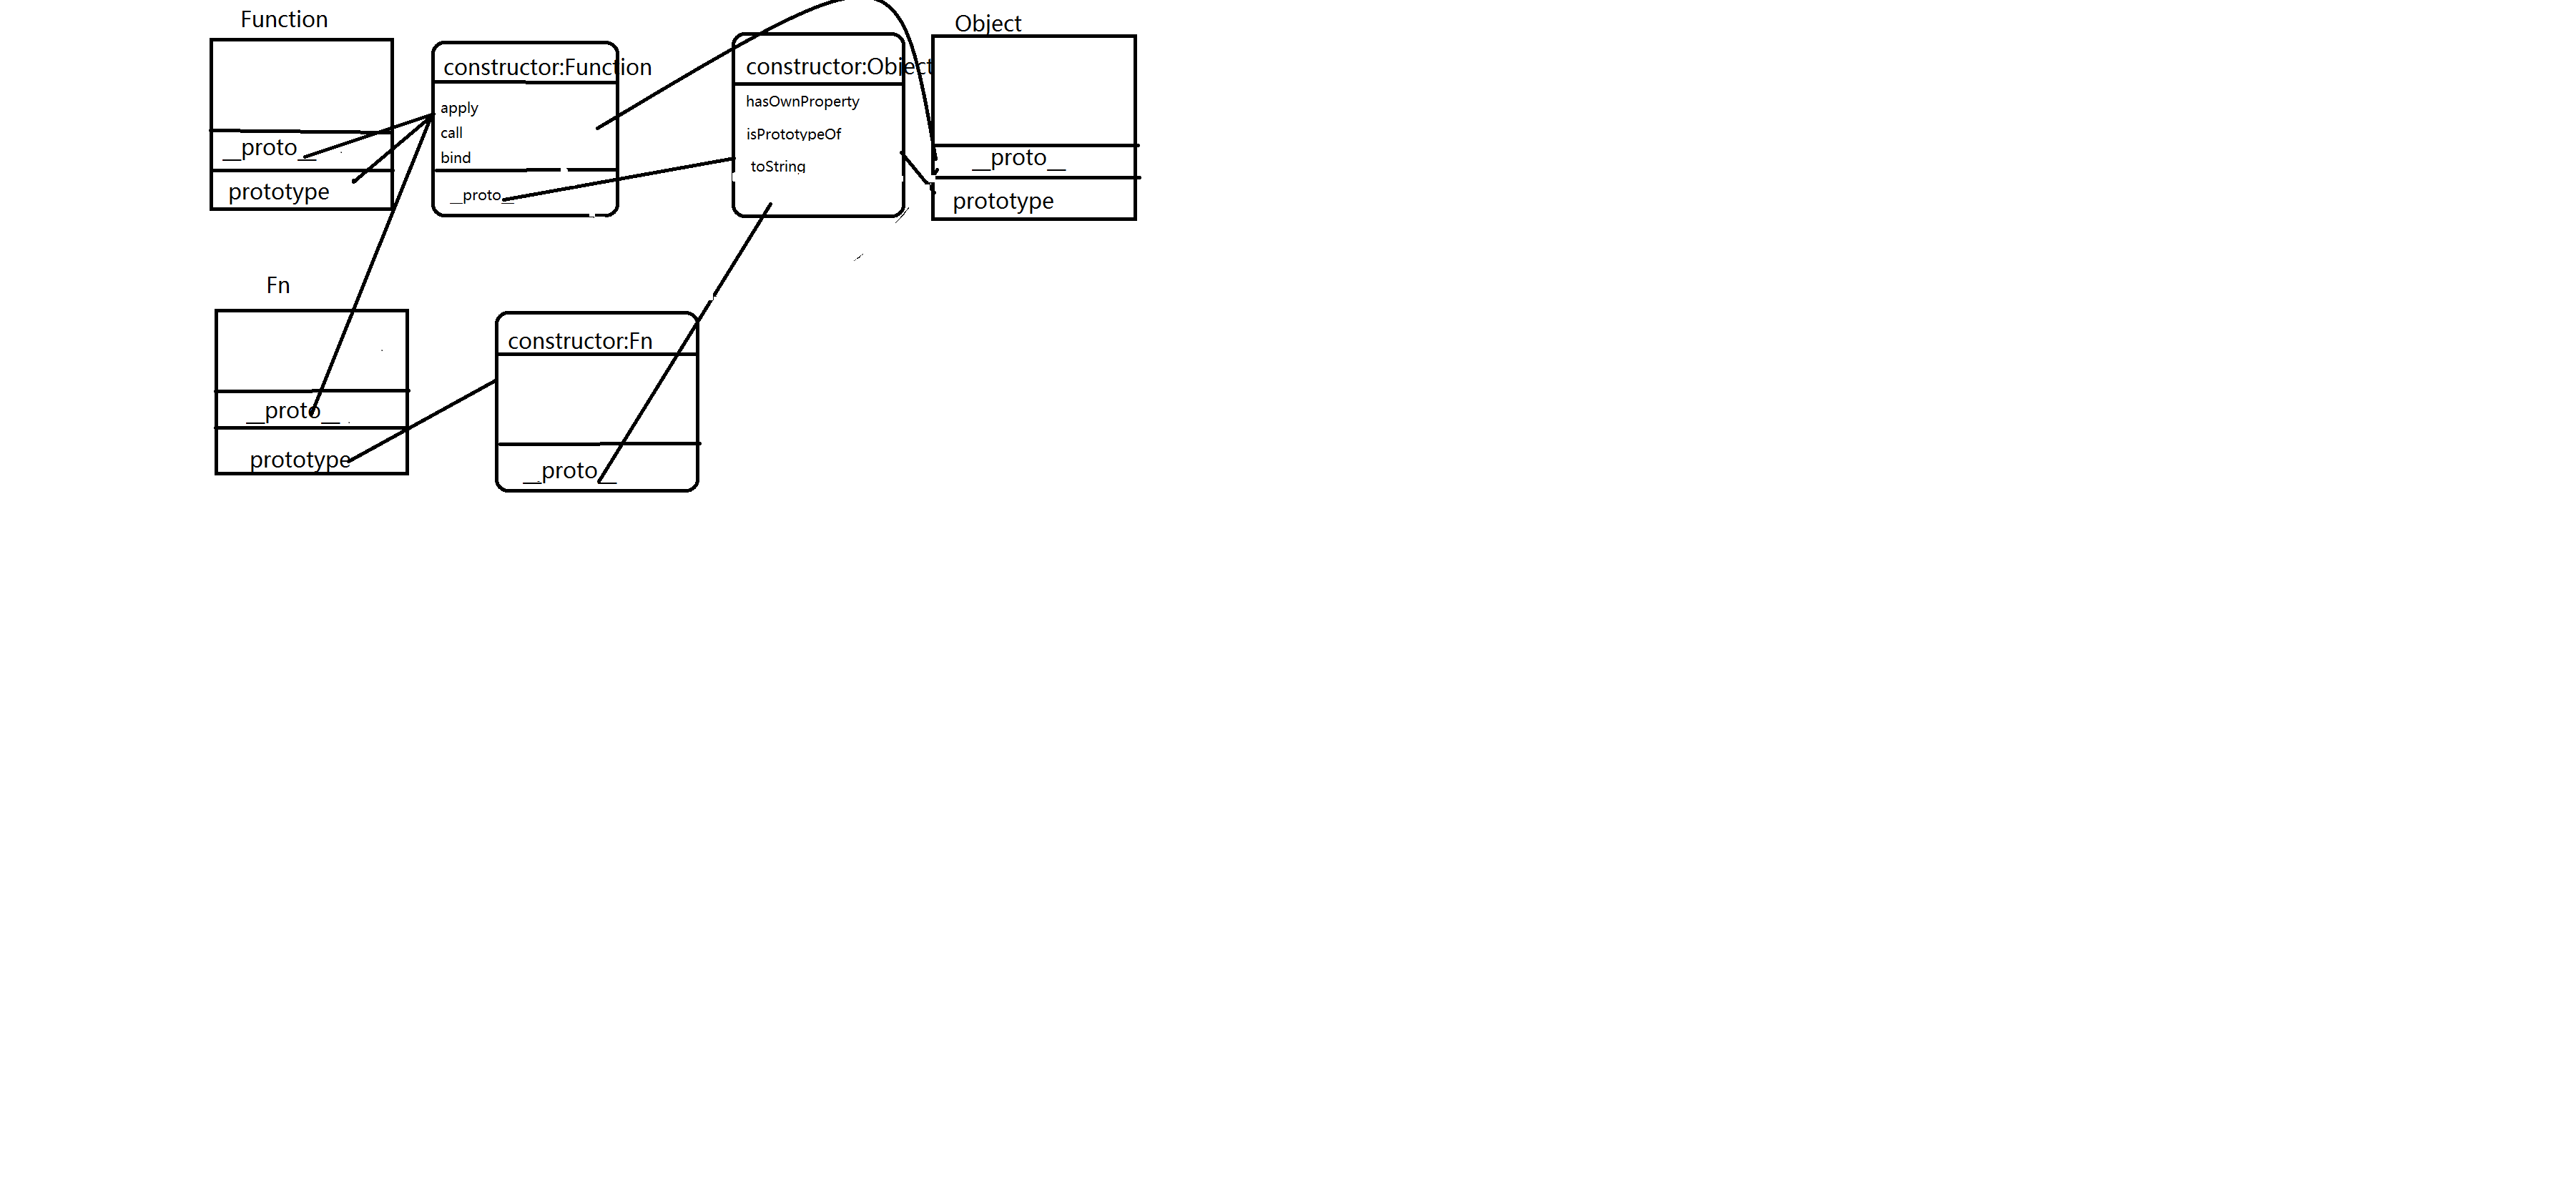 Function
__proto__
prototype
constructor:Function
apply
call
bind
__proto__
constructor:Object
hasOwnProperty
isPrototypeOf
toString
Object
__proto__
prototype
Fn
__proto__
prototype
constructor:Fn
__proto__